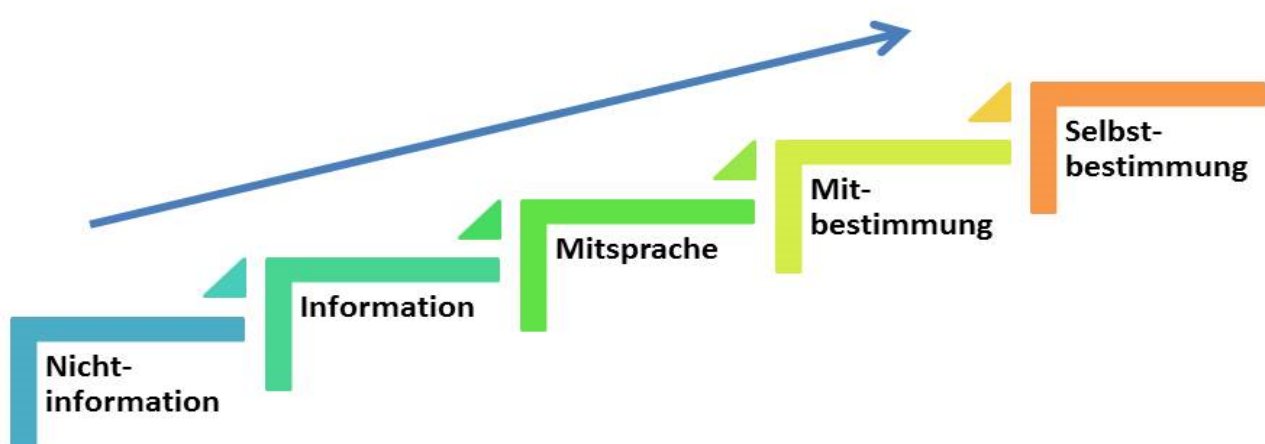 Nicht-
information
Information
Mitsprache
Mit-
bestimmung
Selbst-
bestimmung